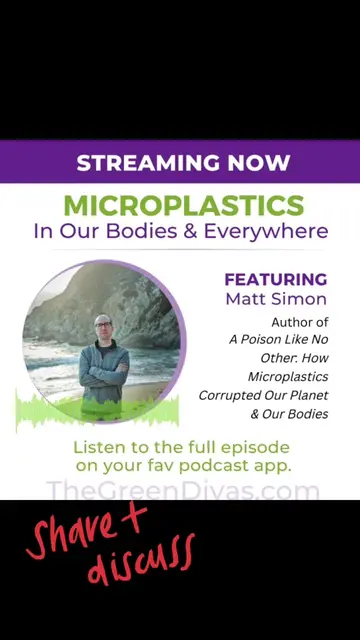 STREAMING NOW
MICROPLASTICS
In Our Bodies & Everywhere
FEATURING
Matt Simon
Author of
A Poison Like No
Other: How
Microplastics
Corrupted Our Planet
& Our Bodies
Listen to the full episode
on your fav podcast app.
TheGreenDivas.com
share +
discuss